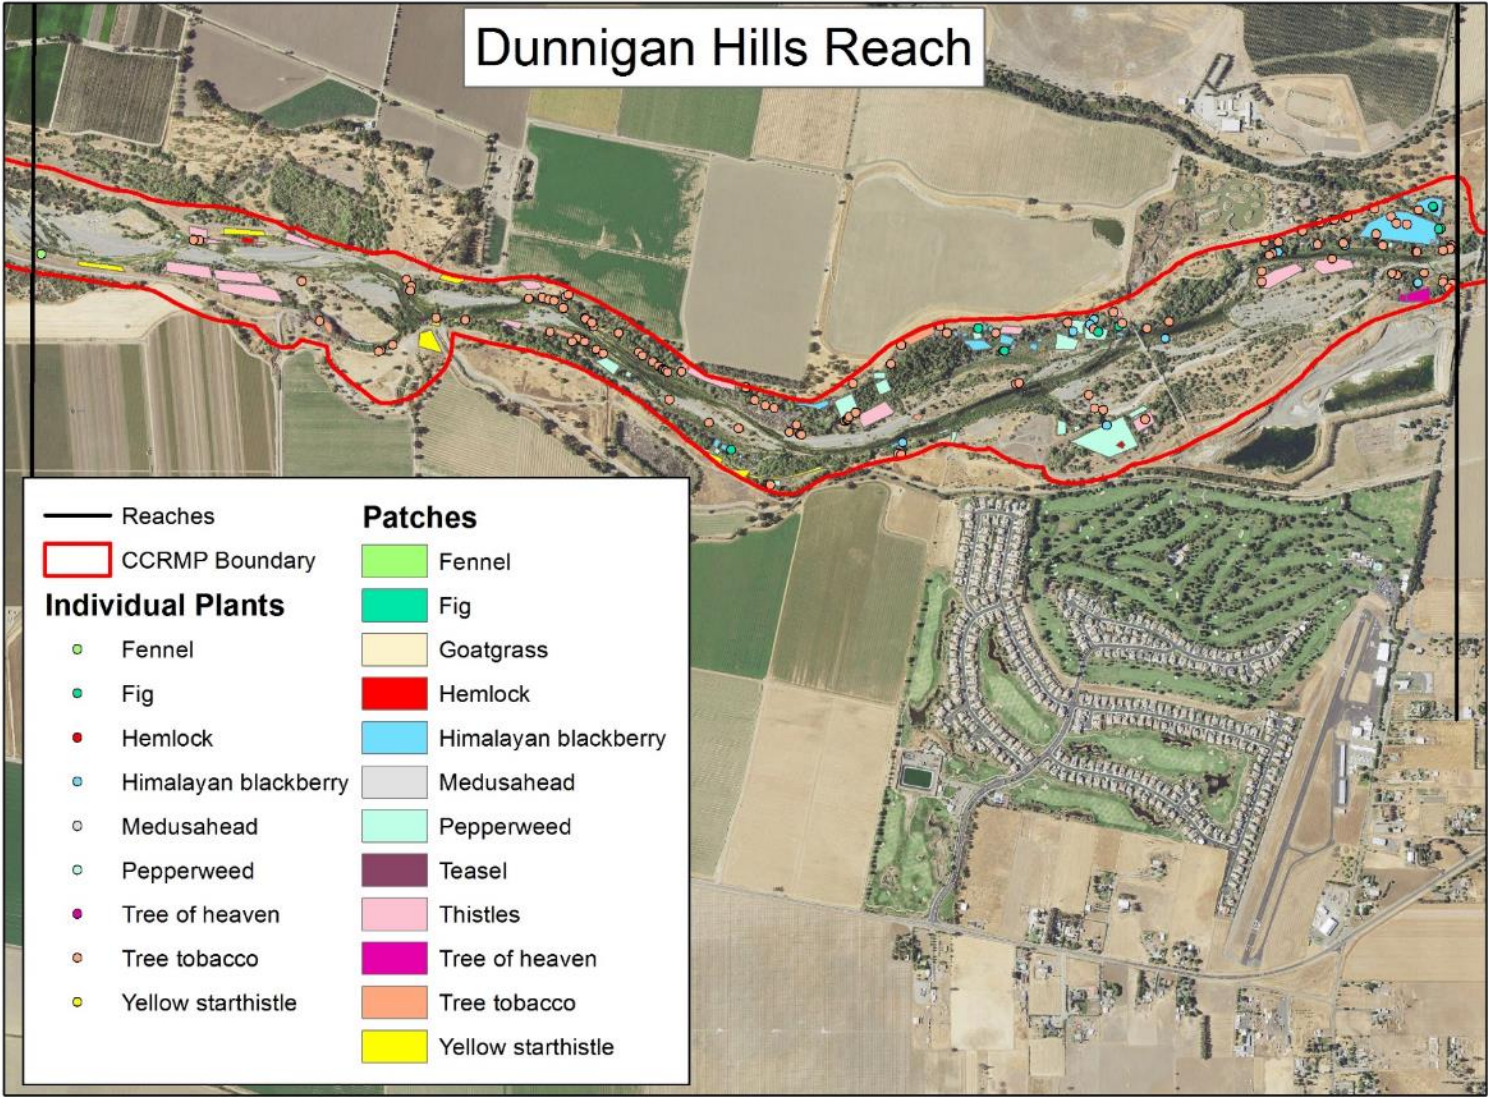 Dunnigan Hills Reach
Reaches
CCRMP Boundary
Individual Plants
Fennel
Fig
Hemlock
Himalayan blackberry
Medusahead
Pepperweed
Tree of heaven
Tree tobacco
Yellow starthistle
Patches
Fennel
Fig
Goatgrass
Hemlock
Himalayan blackberry
Medusahead
Pepperweed
Teasel
Thistles
Tree of heaven
Tree tobacco
Yellow starthistle